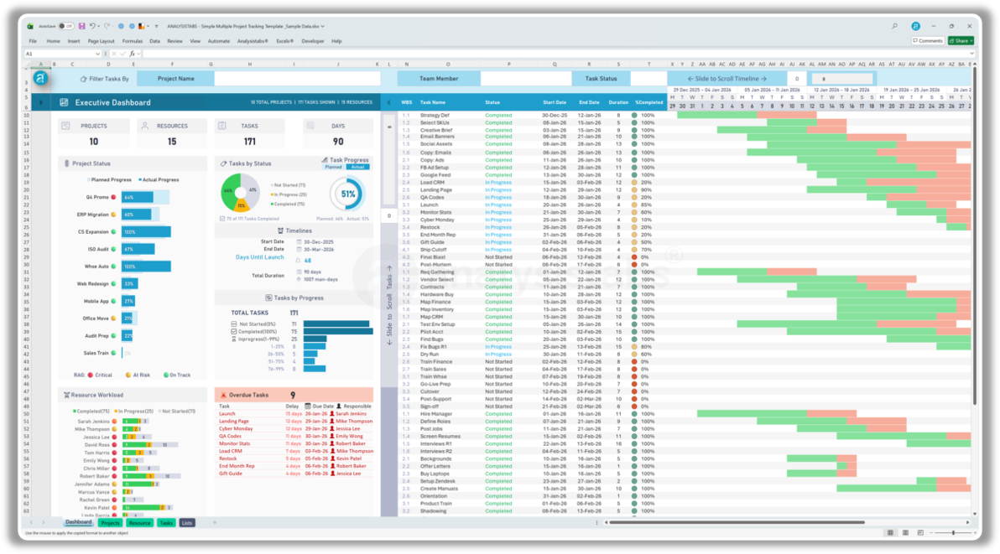 AutoSave Off ANALYSISTABS - Simple Multiple Project Tracking Template_Sample Data.xlsx
File Home Insert Page Layout Formulas Data Review View Automate Analysistabs® Excelx® Developer Help Comments Share
A1 fx
Filter Tasks By Project Name Team Member Task Status ← Slide to Scroll Timeline → 0 8
29 Dec 2025 - 04 Jan 2026 05 Jan 2026 - 11 Jan 2026 12 Jan 2026 - 18 Jan 2026 19 Jan 2026 - 25 Jan 2026
Executive Dashboard 10 TOTAL PROJECTS | 171 TASKS SHOWN | 15 RESOURCES
WBS Task Name Status Start Date End Date Duration %Completed
M T W T F S S M T W T F S S M T W T F S S M T W T F S S M T
29 30 31 1 2 3 4 5 6 7 8 9 10 11 12 13 14 15 16 17 18 19 20 21 22 23 24 25 26 27
PROJECTS
10
RESOURCES
15
TASKS
171
DAYS
90
Project Status
Planned Progress Actual Progress
Q4 Promo 64%
ERP Migration 60%
CS Expansion 100%
ISO Audit 67%
Whse Auto 100%
Web Redesign 33%
Mobile App 27%
Office Move 21%
Audit Prep 22%
Sales Train
RAG: Critical At Risk On Track
Tasks by Status
44% 41% 15%
Not Started (71)
In Progress (25)
Completed (75)
75 of 171 Tasks Completed
Task Progress
Planned Actual
51%
Planned: 46% Actual: 51%
Timelines
Start Date 30-Dec-2025
End Date 30-Mar-2026
Days Until Launch 48
Total Duration 90 days
1007 man-days
Tasks by Progress
TOTAL TASKS 171
Not Started(0%) 71
Completed(100%) 75
Inprogress(1-99%) 25
1-25% 8
26-50% 5
51-75% 4
76-99% 8
Resource Workload
Completed(75) In Progress(25) Not Started(71)
Sarah Jenkins
Mike Thompson
Jessica Lee
David Ross
Tom Harris
Emily Wong
Chris Miller
Robert Baker
Jennifer Adams
Marcus Vance
Rachel Green
Kevin Patel
Linda Garcia
Overdue Tasks 9
Task Delay Due Date Responsible
Launch 15 days 26-Jan-26 Sarah Jenkins
Landing Page 12 days 29-Jan-26 Mike Thompson
Cyber Monday 12 days 29-Jan-26 Jessica Lee
QA Codes 11 days 30-Jan-26 Emily Wong
Monitor Stats 11 days 30-Jan-26 Robert Baker
Load CRM 7 days 03-Feb-26 Mike Thompson
Restock 5 days 05-Feb-26 Kevin Patel
End Month Rep 4 days 06-Feb-26 Robert Baker
Gift Guide 4 days 06-Feb-26 Jessica Lee
0
← Slide to Scroll Tasks →
1.1 Strategy Def Completed 30-Dec-25 12-Jan-26 8 100%
1.2 Select SKUs Completed 08-Jan-26 15-Jan-26 5 100%
1.3 Creative Brief Completed 03-Jan-26 15-Jan-26 9 100%
1.4 Email Banners Completed 06-Jan-26 21-Jan-26 10 100%
1.5 Social Assets Completed 08-Jan-26 28-Jan-26 13 100%
1.6 Copy: Emails Completed 06-Jan-26 26-Jan-26 13 100%
2.1 Copy: Ads Completed 10-Jan-26 26-Jan-26 11 100%
2.2 FB Ad Setup Completed 12-Jan-26 28-Jan-26 11 100%
2.3 Google Feed Completed 13-Jan-26 30-Jan-26 12 100%
2.4 Load CRM In Progress 15-Jan-26 03-Feb-26 12 20%
2.5 Landing Page In Progress 12-Jan-26 29-Jan-26 12 90%
2.6 QA Codes In Progress 18-Jan-26 30-Jan-26 9 20%
3.1 Launch In Progress 20-Jan-26 26-Jan-26 4 85%
3.2 Monitor Stats In Progress 21-Jan-26 30-Jan-26 7 60%
3.3 Cyber Monday In Progress 24-Jan-26 29-Jan-26 4 10%
3.4 Restock In Progress 26-Jan-26 05-Feb-26 8 20%
3.5 End Month Rep In Progress 31-Jan-26 06-Feb-26 5 20%
3.6 Gift Guide In Progress 02-Feb-26 06-Feb-26 4 50%
4.1 Ship Cutoff In Progress 04-Feb-26 10-Feb-26 4 70%
4.2 Final Blast Not Started 06-Feb-26 12-Feb-26 4 0%
4.3 Post-Mortem Not Started 08-Feb-26 17-Feb-26 6 0%
1.1 Req Gathering Completed 01-Jan-26 12-Jan-26 7 100%
1.2 Vendor Select Completed 05-Jan-26 22-Jan-26 13 100%
1.3 Contracts Completed 11-Jan-26 21-Jan-26 7 100%
1.4 Hardware Buy Completed 10-Jan-26 28-Jan-26 12 100%
1.5 Map Finance Completed 15-Jan-26 03-Feb-26 12 100%
1.6 Map Inventory Completed 15-Jan-26 03-Feb-26 12 100%
1.7 Map CRM Completed 15-Jan-26 30-Jan-26 10 100%
2.1 Test Env Setup Completed 05-Jan-26 26-Jan-26 14 100%
2.2 Pilot Acct Completed 10-Jan-26 03-Feb-26 15 100%
2.3 Find Bugs Completed 20-Jan-26 03-Feb-26 9 100%
2.4 Fix Bugs R1 In Progress 25-Jan-26 13-Feb-26 15 80%
2.5 Dry Run In Progress 30-Jan-26 11-Feb-26 8 60%
2.6 Train Finance Not Started 02-Feb-26 12-Feb-26 8 0%
3.1 Train Sales Not Started 04-Feb-26 17-Feb-26 8 0%
3.1 Train Whse Not Started 07-Feb-26 19-Feb-26 8 0%
3.2 Go-Live Prep Not Started 10-Feb-26 20-Feb-26 7 0%
3.3 Cutover Not Started 12-Feb-26 24-Feb-26 7 0%
3.4 Post-Support Not Started 14-Feb-26 02-Mar-26 10 0%
3.5 Sign-off Not Started 21-Feb-26 03-Mar-26 6 0%
1.1 Hire Manager Completed 01-Jan-26 16-Jan-26 11 100%
1.2 Define Roles Completed 07-Jan-26 21-Jan-26 9 100%
1.3 Post Jobs Completed 11-Jan-26 21-Jan-26 7 100%
1.4 Screen Resumes Completed 15-Jan-26 02-Feb-26 11 100%
1.5 Interviews R1 Completed 22-Jan-26 13-Feb-26 16 100%
1.6 Interviews R2 Completed 04-Feb-26 11-Feb-26 5 100%
2.1 Backgrounds Completed 10-Jan-26 16-Jan-26 5 100%
2.2 Offer Letters Completed 15-Jan-26 16-Jan-26 1 100%
2.3 Buy Laptops Completed 10-Jan-26 16-Jan-26 5 100%
2.4 Setup Zendesk Completed 23-Jan-26 27-Jan-26 2 100%
2.5 Create Manuals Completed 15-Jan-26 30-Jan-26 10 100%
2.6 Orientation Completed 31-Jan-26 02-Feb-26 1 100%
3.1 Product Train Completed 01-Feb-26 09-Feb-26 5 100%
3.2 Shadowing Completed 08-Feb-26 13-Feb-26 5 100%
Dashboard Projects Resource Tasks Lists
Use the mouse to apply the copied format to another object